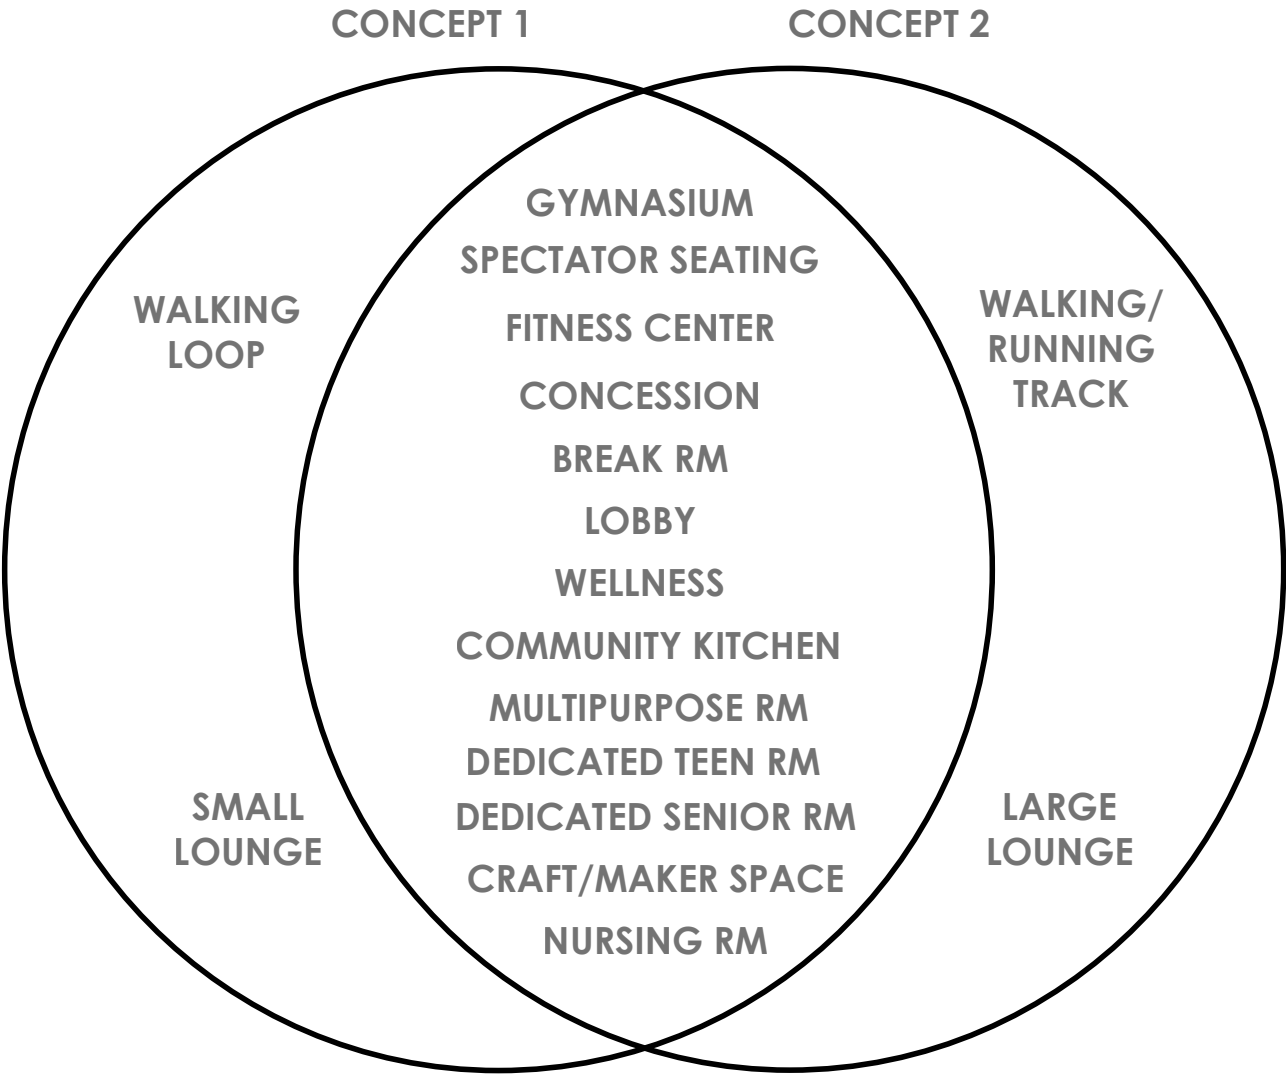 CONCEPT 1
CONCEPT 2
GYMNASIUM
SPECTATOR SEATING
FITNESS CENTER
CONCESSION
BREAK RM
LOBBY
WELLNESS
COMMUNITY KITCHEN
MULTIPURPOSE RM
DEDICATED TEEN RM
DEDICATED SENIOR RM
CRAFT/MAKER SPACE
NURSING RM
WALKING
LOOP
SMALL
LOUNGE
WALKING/
RUNNING
TRACK
LARGE
LOUNGE